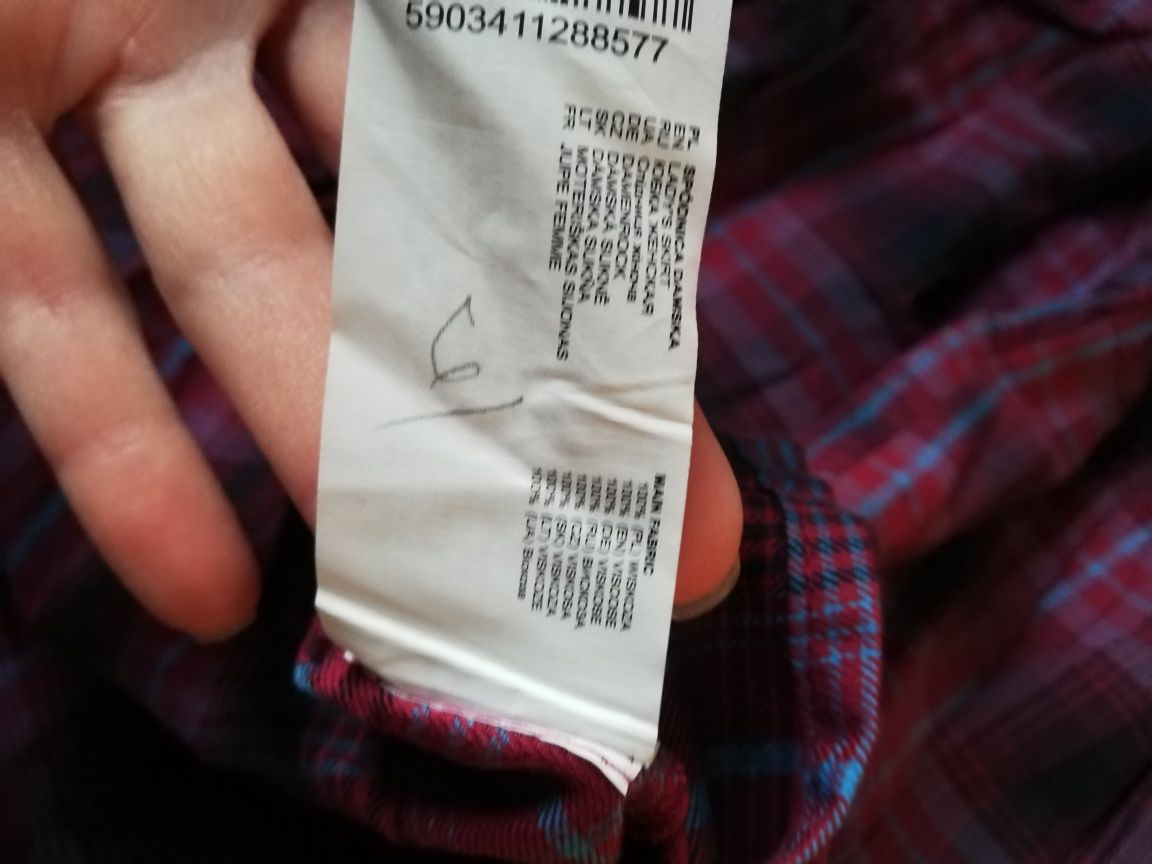 5903411288577
PL SPÓDNICA DAMSKA
EN LADY'S SKIRT
RU ЮБКА ЖЕНСКАЯ
UA Спідниця жіноча
DE DAMENROCK
CZ DÁMSKÁ SUKNĚ
SK DÁMSKA SUKŇA
LT MOTERIŠKAS SIJONAS
FR JUPE FEMME
MAIN FABRIC
100% (PL) WISKOZA
100% (EN) VISCOSE
100% (DE) VISKOSE
100% (RU) ВИСКОЗА
100% (CZ) VISKOSA
100% (SK) VISKÓZA
100% (LT) VISKOZĖ
100% (UA) Віскоза